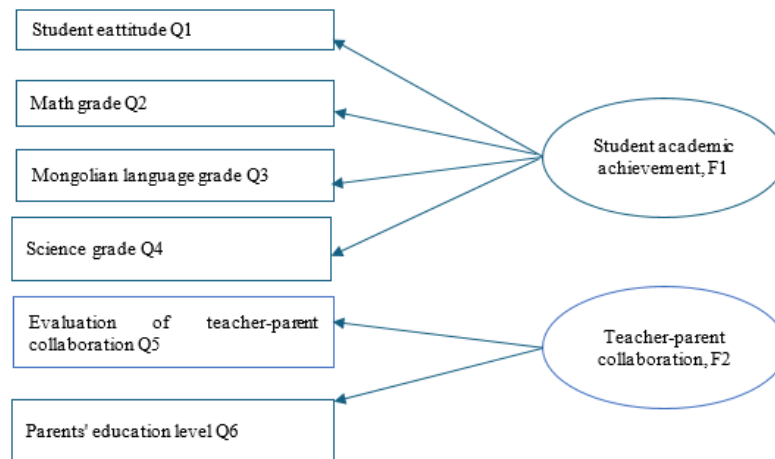 Student eattitude Q1
Math grade Q2
Mongolian language grade Q3
Science grade Q4
Evaluation of teacher-parent
collaboration Q5
Parents' education level Q6
Student academic
achievement, F1
Teacher-parent
collaboration, F2